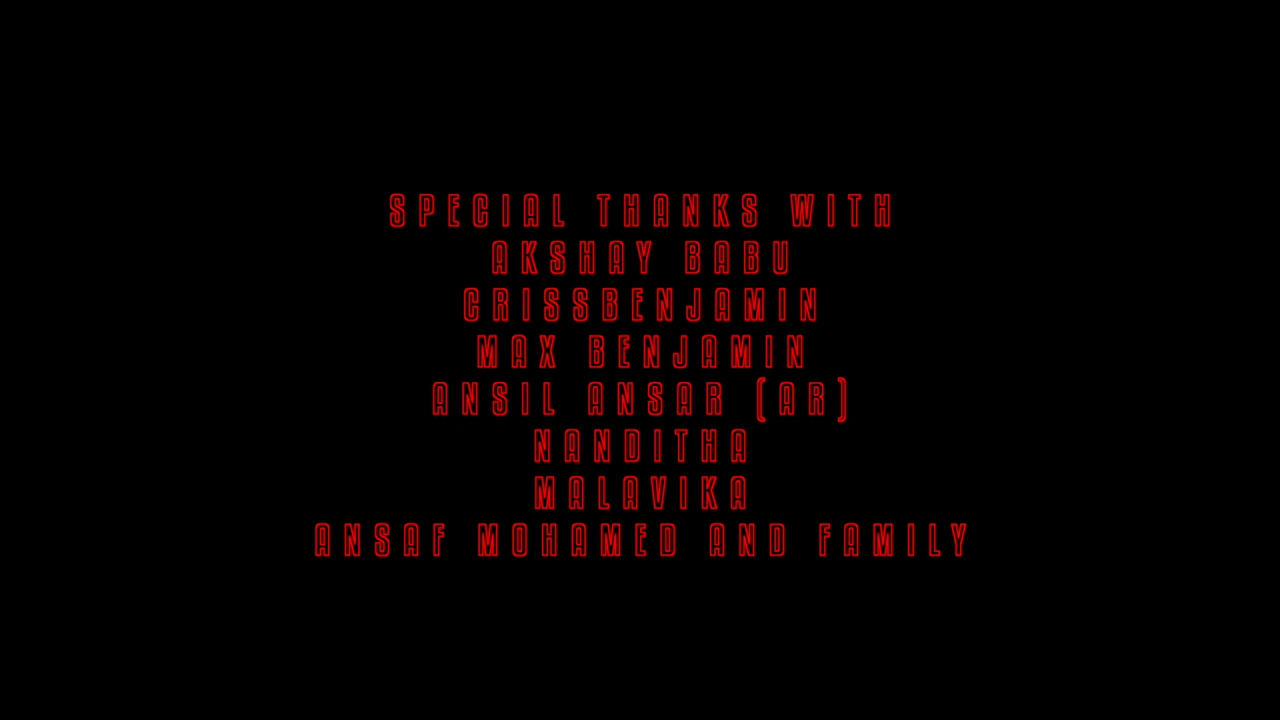 SPECIAL THANKS WITH
AKSHAY BABU
CRISSBENJAMIN
MAX BENJAMIN
ANSIL ANSAR (AR)
NANDITHA
MALAVIKA
ANSAF MOHAMED AND FAMILY